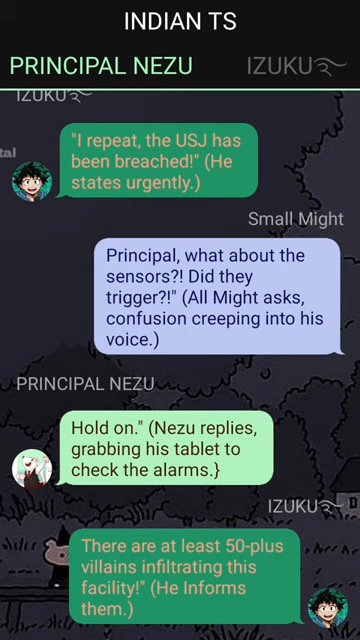 INDIAN TS
PRINCIPAL NEZU
IZUKU࿐
IZUKU࿐
tal
"I repeat, the USJ has
been breached!" (He
states urgently.)
Small Might
Principal, what about the
sensors?! Did they
trigger?!" (All Might asks,
confusion creeping into his
voice.)
PRINCIPAL NEZU
Hold on." (Nezu replies,
grabbing his tablet to
check the alarms.}
IZUKU࿐
There are at least 50-plus
villains infiltrating this
facility!" (He Informs
them.)